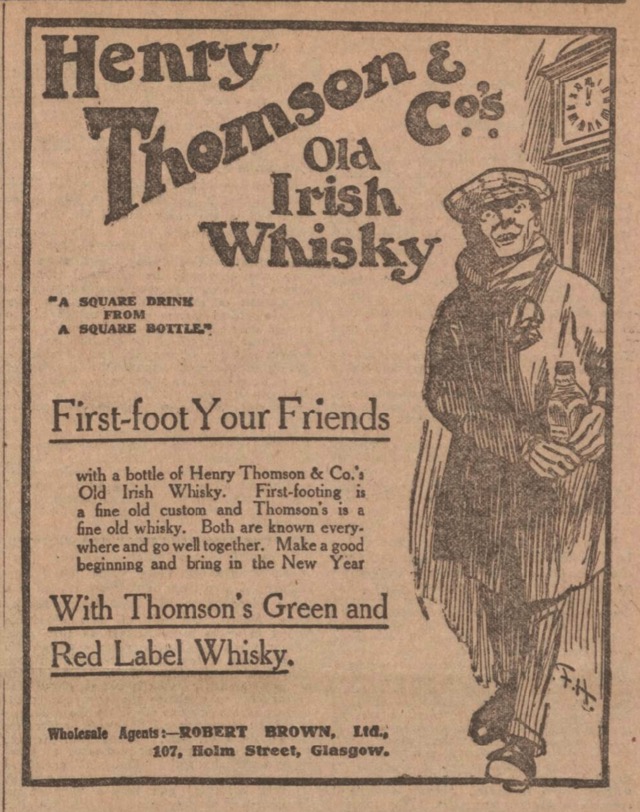 Henry
Thomson &
Co's
Old
Irish
Whisky
"A SQUARE DRINK
FROM
A SQUARE BOTTLE."
First-foot Your Friends
with a bottle of Henry Thomson & Co.'s
Old Irish Whisky. First-footing is
a fine old custom and Thomson's is a
fine old whisky. Both are known every-
where and go well together. Make a good
beginning and bring in the New Year
With Thomson's Green and
Red Label Whisky.
Wholesale Agents:—ROBERT BROWN, Ltd.,
107, Holm Street, Glasgow.